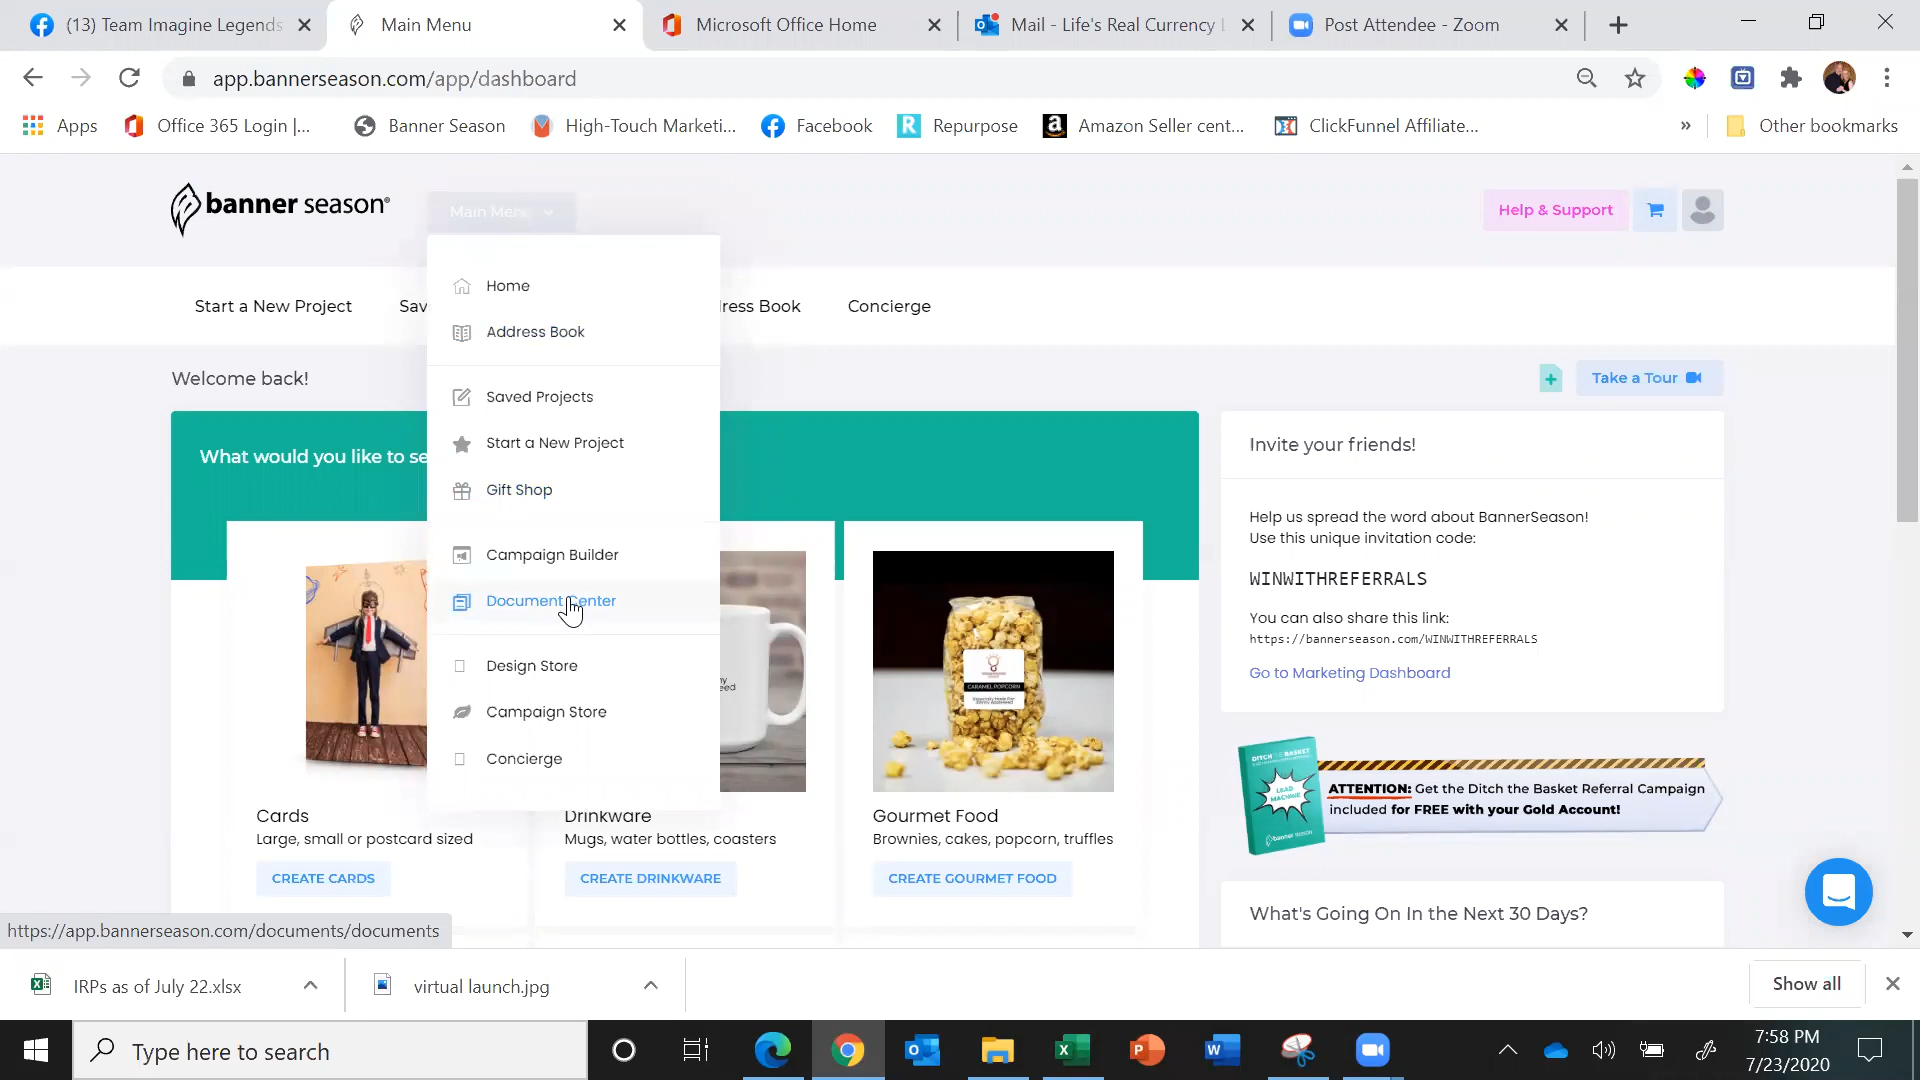 (13) Team Imagine Legends
Main Menu
Microsoft Office Home
Mail - Life's Real Currency
Post Attendee - Zoom
app.bannerseason.com/app/dashboard
Apps
Office 365 Login |...
Banner Season
High-Touch Marketi...
Facebook
Repurpose
Amazon Seller cent...
ClickFunnel Affiliate...
»
Other bookmarks
banner season®
Main Menu
Help & Support
Start a New Project
Sav
ress Book
Concierge
Home
Address Book
Saved Projects
Start a New Project
Gift Shop
Campaign Builder
Document Center
Design Store
Campaign Store
Concierge
Welcome back!
Take a Tour
What would you like to se
CARAMEL POPCORN
Cards
Large, small or postcard sized
CREATE CARDS
Drinkware
Mugs, water bottles, coasters
CREATE DRINKWARE
Gourmet Food
Brownies, cakes, popcorn, truffles
CREATE GOURMET FOOD
Invite your friends!
Help us spread the word about BannerSeason!
Use this unique invitation code:
WINWITHREFERRALS
You can also share this link:
https://bannerseason.com/WINWITHREFERRALS
Go to Marketing Dashboard
DITCH THE BASKET
LEAD
MACHINE
banner season
ATTENTION: Get the Ditch the Basket Referral Campaign
included for FREE with your Gold Account!
What's Going On In the Next 30 Days?
https://app.bannerseason.com/documents/documents
IRPs as of July 22.xlsx
virtual launch.jpg
Show all
Type here to search
7:58 PM
7/23/2020